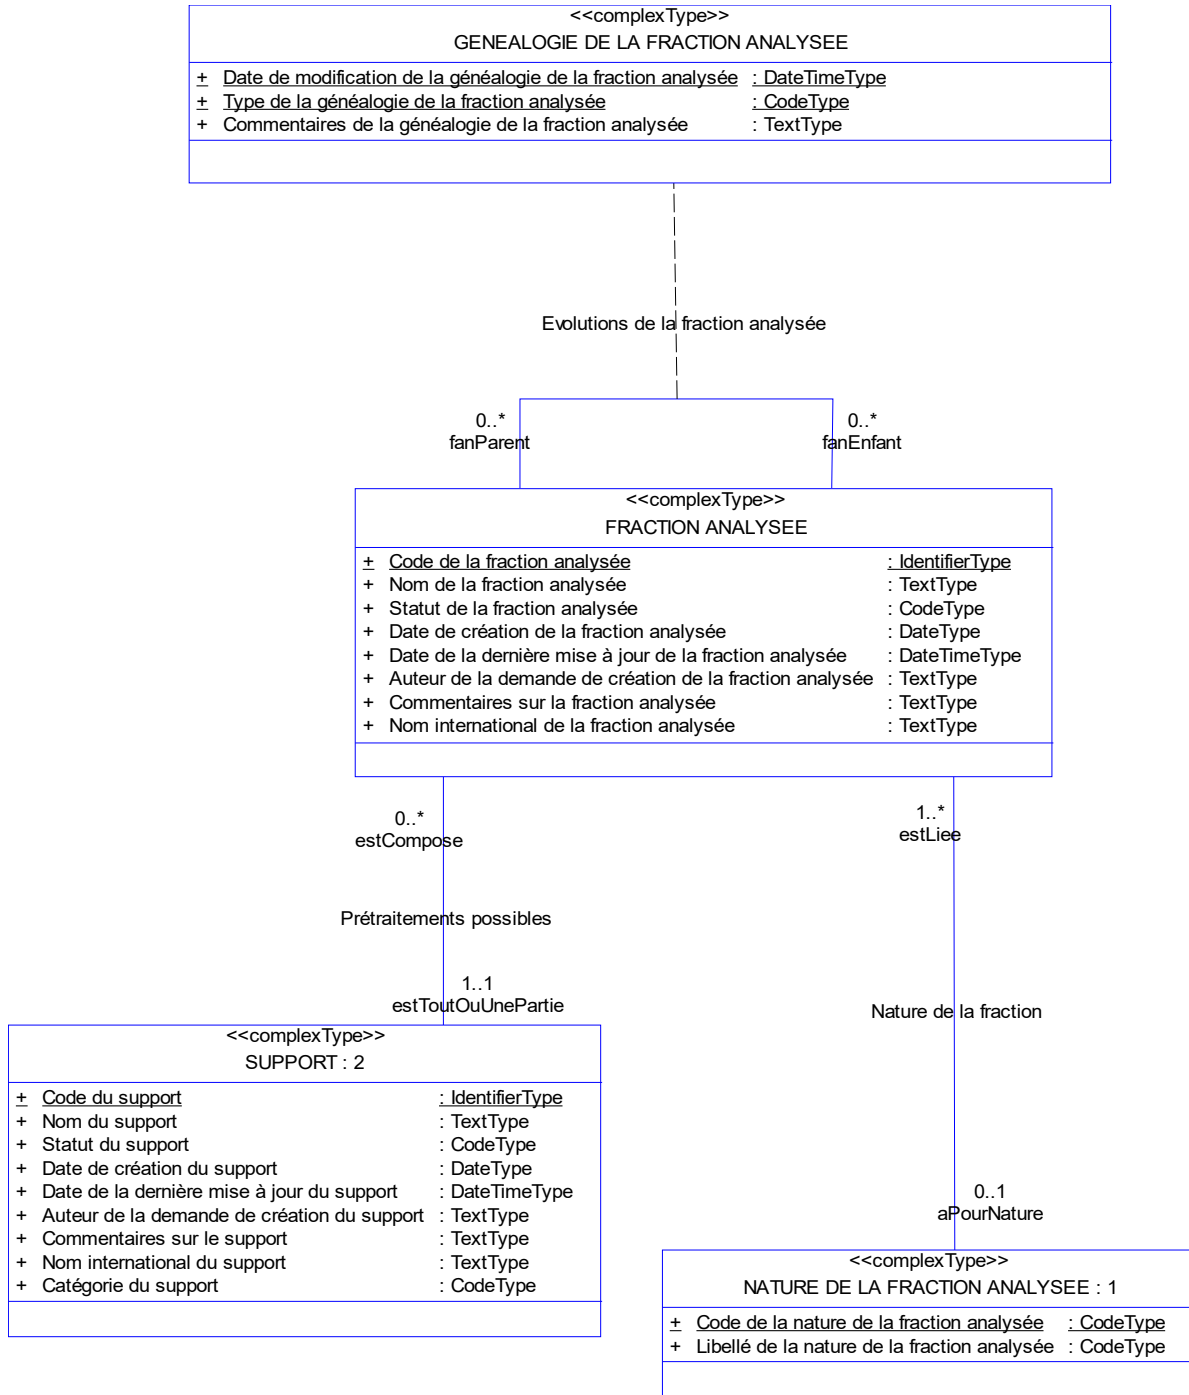 <<complexType>>
GENEALOGIE DE LA FRACTION ANALYSEE
+ Date de modification de la généalogie de la fraction analysée : DateTimeType
+ Type de la généalogie de la fraction analysée : CodeType
+ Commentaires de la généalogie de la fraction analysée : TextType
Evolutions de la fraction analysée
0..* 0..*
fanParent fanEnfant
<<complexType>>
FRACTION ANALYSEE
+ Code de la fraction analysée : IdentifierType
+ Nom de la fraction analysée : TextType
+ Statut de la fraction analysée : CodeType
+ Date de création de la fraction analysée : DateType
+ Date de la dernière mise à jour de la fraction analysée : DateTimeType
+ Auteur de la demande de création de la fraction analysée : TextType
+ Commentaires sur la fraction analysée : TextType
+ Nom international de la fraction analysée : TextType
0..*
estCompose
1..*
estLiee
Prétraitements possibles
1..1
estToutOuUnePartie
Nature de la fraction
<<complexType>>
SUPPORT : 2
+ Code du support : IdentifierType
+ Nom du support : TextType
+ Statut du support : CodeType
+ Date de création du support : DateType
+ Date de la dernière mise à jour du support : DateTimeType
+ Auteur de la demande de création du support : TextType
+ Commentaires sur le support : TextType
+ Nom international du support : TextType
+ Catégorie du support : CodeType
0..1
aPourNature
<<complexType>>
NATURE DE LA FRACTION ANALYSEE : 1
+ Code de la nature de la fraction analysée : CodeType
+ Libellé de la nature de la fraction analysée : CodeType